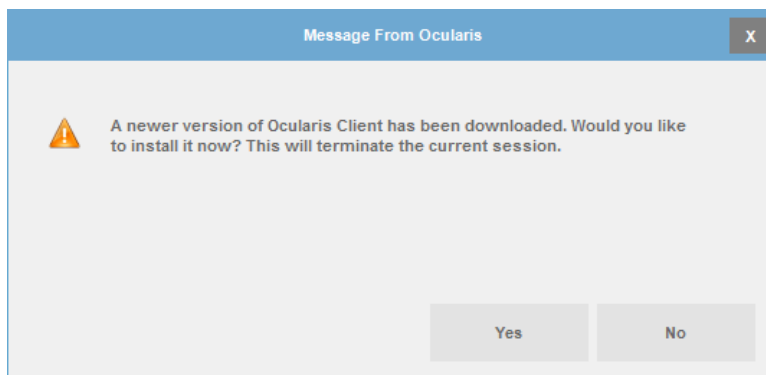 Message From Ocularis
X
A newer version of Ocularis Client has been downloaded. Would you like
to install it now? This will terminate the current session.
Yes No